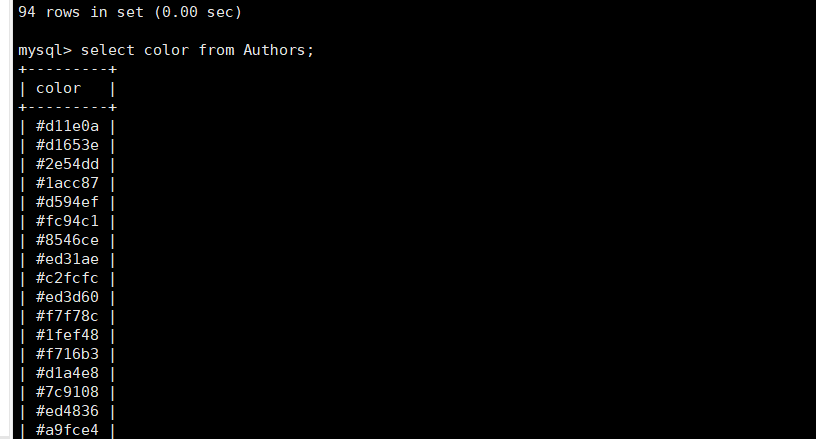 94 rows in set (0.00 sec)
mysql> select color from Authors;
+---------+
| color   |
+---------+
| #d11e0a |
| #d1653e |
| #2e54dd |
| #1acc87 |
| #d594ef |
| #fc94c1 |
| #8546ce |
| #ed31ae |
| #c2fcfc |
| #ed3d60 |
| #f7f78c |
| #1fef48 |
| #f716b3 |
| #d1a4e8 |
| #7c9108 |
| #ed4836 |
| #a9fce4 |